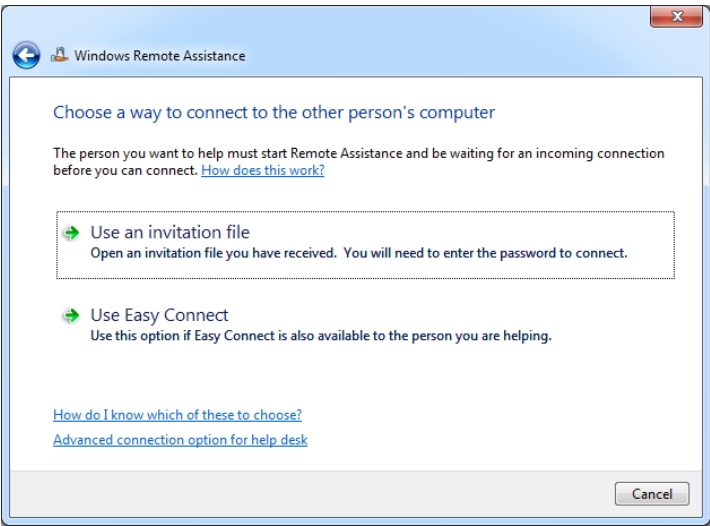 Windows Remote Assistance
Choose a way to connect to the other person's computer
The person you want to help must start Remote Assistance and be waiting for an incoming connection
before you can connect. How does this work?
Use an invitation file
Open an invitation file you have received.  You will need to enter the password to connect.
Use Easy Connect
Use this option if Easy Connect is also available to the person you are helping.
How do I know which of these to choose?
Advanced connection option for help desk
Cancel